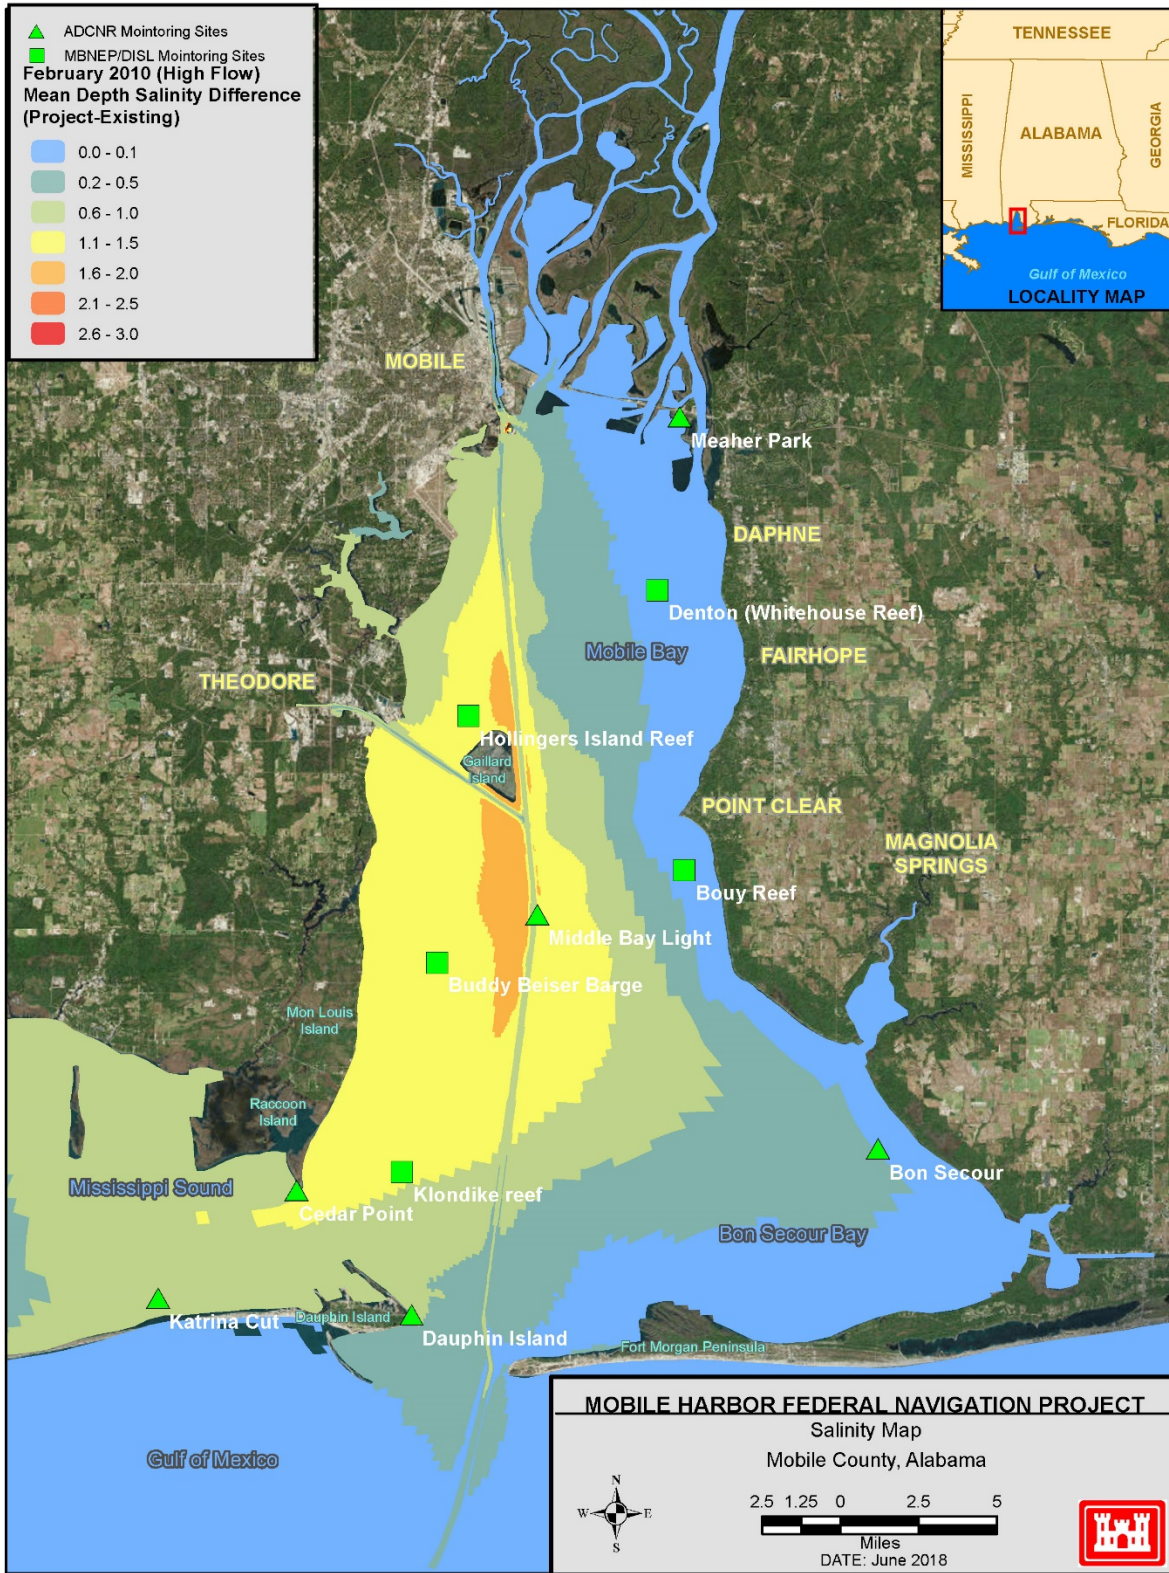 ADCNR Mointoring Sites
MBNEP/DISL Mointoring Sites
February 2010 (High Flow)
Mean Depth Salinity Difference
(Project-Existing)
0.0 - 0.1
0.2 - 0.5
0.6 - 1.0
1.1 - 1.5
1.6 - 2.0
2.1 - 2.5
2.6 - 3.0
TENNESSEE
MISSISSIPPI
ALABAMA
GEORGIA
FLORIDA
Gulf of Mexico
LOCALITY MAP
MOBILE
Meaher Park
DAPHNE
Denton (Whitehouse Reef)
Mobile Bay
FAIRHOPE
THEODORE
Hollingers Island Reef
Gaillard
Island
POINT CLEAR
MAGNOLIA
SPRINGS
Bouy Reef
Middle Bay Light
Buddy Beiser Barge
Mon Louis
Island
Raccoon
Island
Bon Secour
Mississippi Sound
Klondike reef
Cedar Point
Bon Secour Bay
Katrina Cut
Dauphin Island
Dauphin Island
Fort Morgan Peninsula
Gulf of Mexico
MOBILE HARBOR FEDERAL NAVIGATION PROJECT
Salinity Map
Mobile County, Alabama
N
W E
S
2.5 1.25 0 2.5 5
Miles
DATE: June 2018